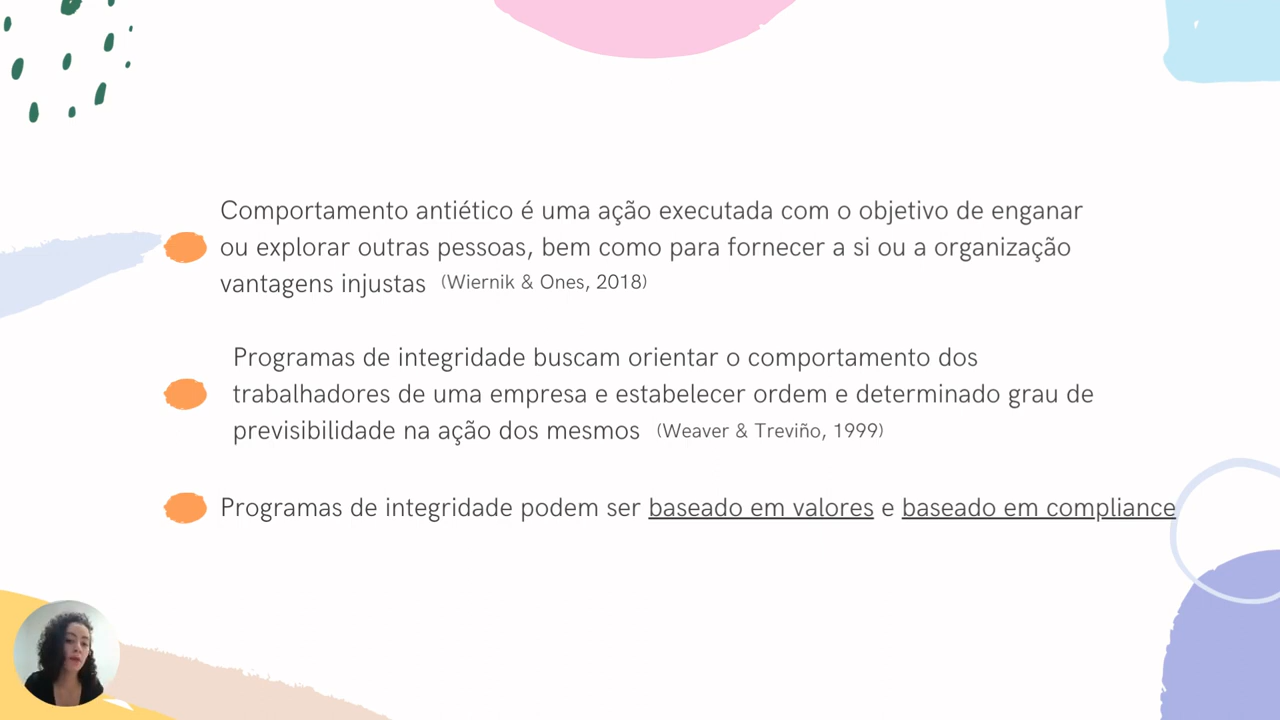 Comportamento antiético é uma ação executada com o objetivo de enganar
ou explorar outras pessoas, bem como para fornecer a si ou a organização
vantagens injustas (Wiernik & Ones, 2018)
Programas de integridade buscam orientar o comportamento dos
trabalhadores de uma empresa e estabelecer ordem e determinado grau de
previsibilidade na ação dos mesmos (Weaver & Treviño, 1999)
Programas de integridade podem ser baseado em valores e baseado em compliance